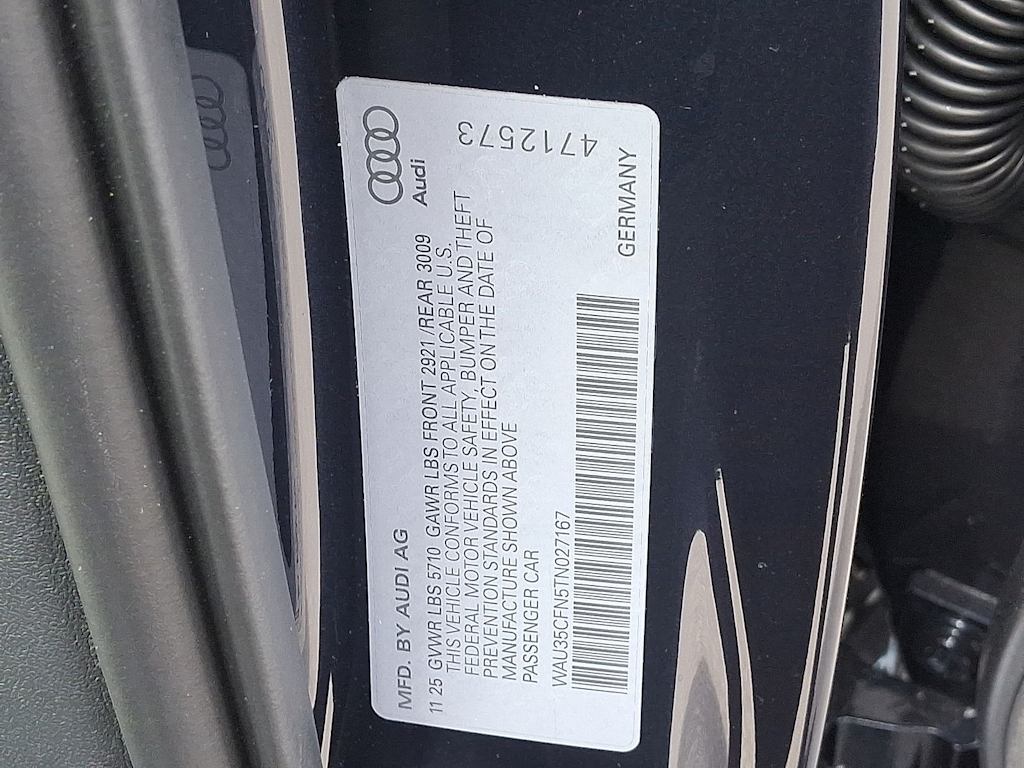 MFD. BY AUDI AG
Audi
11 25 GVWR LBS 5710 GAWR LBS FRONT 2921 /REAR 3009
THIS VEHICLE CONFORMS TO ALL APPLICABLE U.S.
FEDERAL MOTOR VEHICLE SAFETY, BUMPER AND THEFT
PREVENTION STANDARDS IN EFFECT ON THE DATE OF
MANUFACTURE SHOWN ABOVE
PASSENGER CAR
WAU35CFN5TN027167
GERMANY
4712573